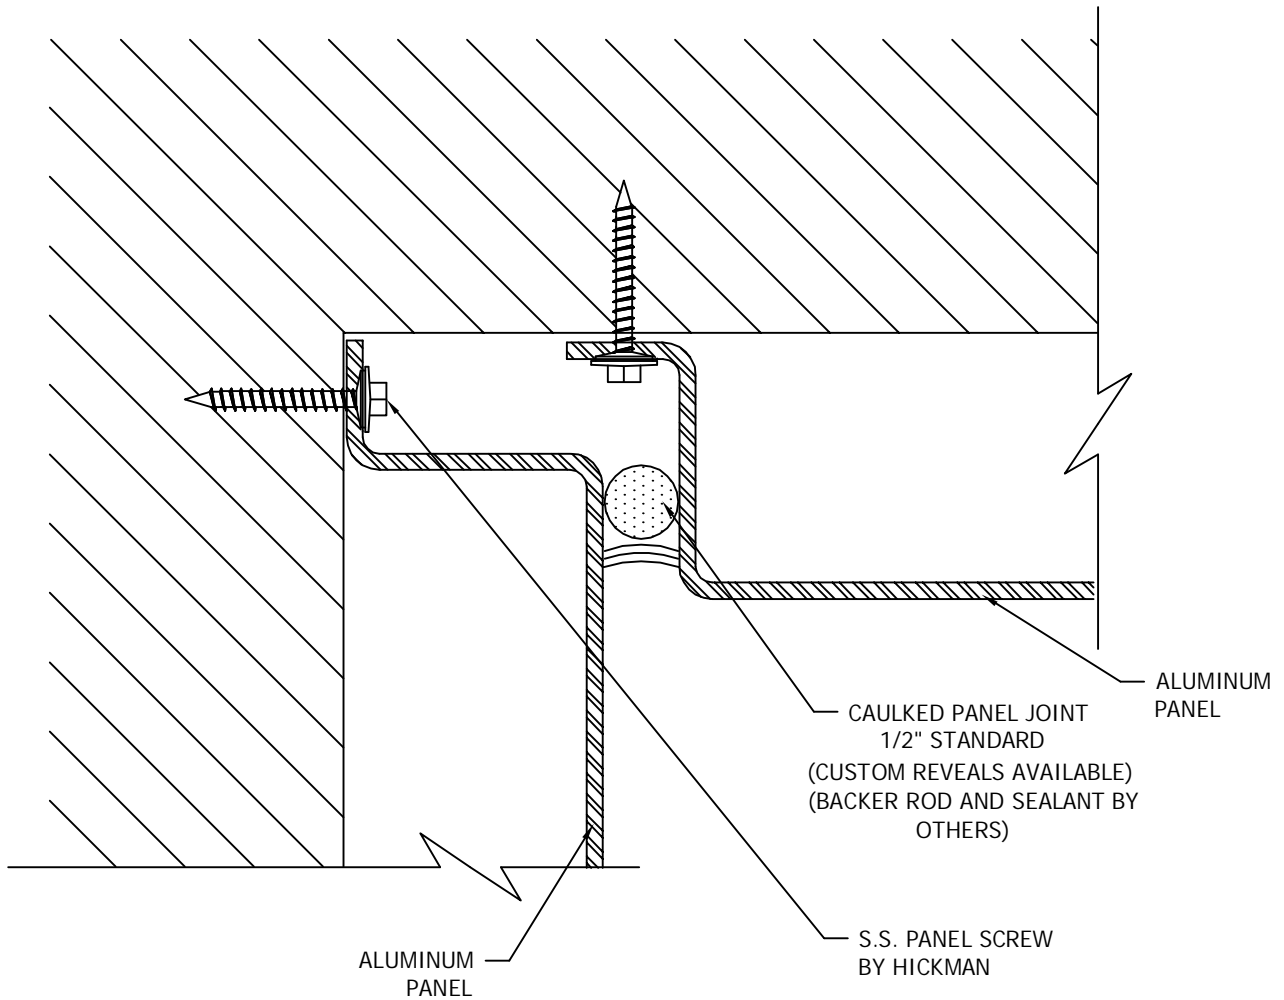 ALUMINUM
PANEL
CAULKED PANEL JOINT
1/2" STANDARD
(CUSTOM REVEALS AVAILABLE)
(BACKER ROD AND SEALANT BY
OTHERS)
S.S. PANEL SCREW
BY HICKMAN
ALUMINUM
PANEL